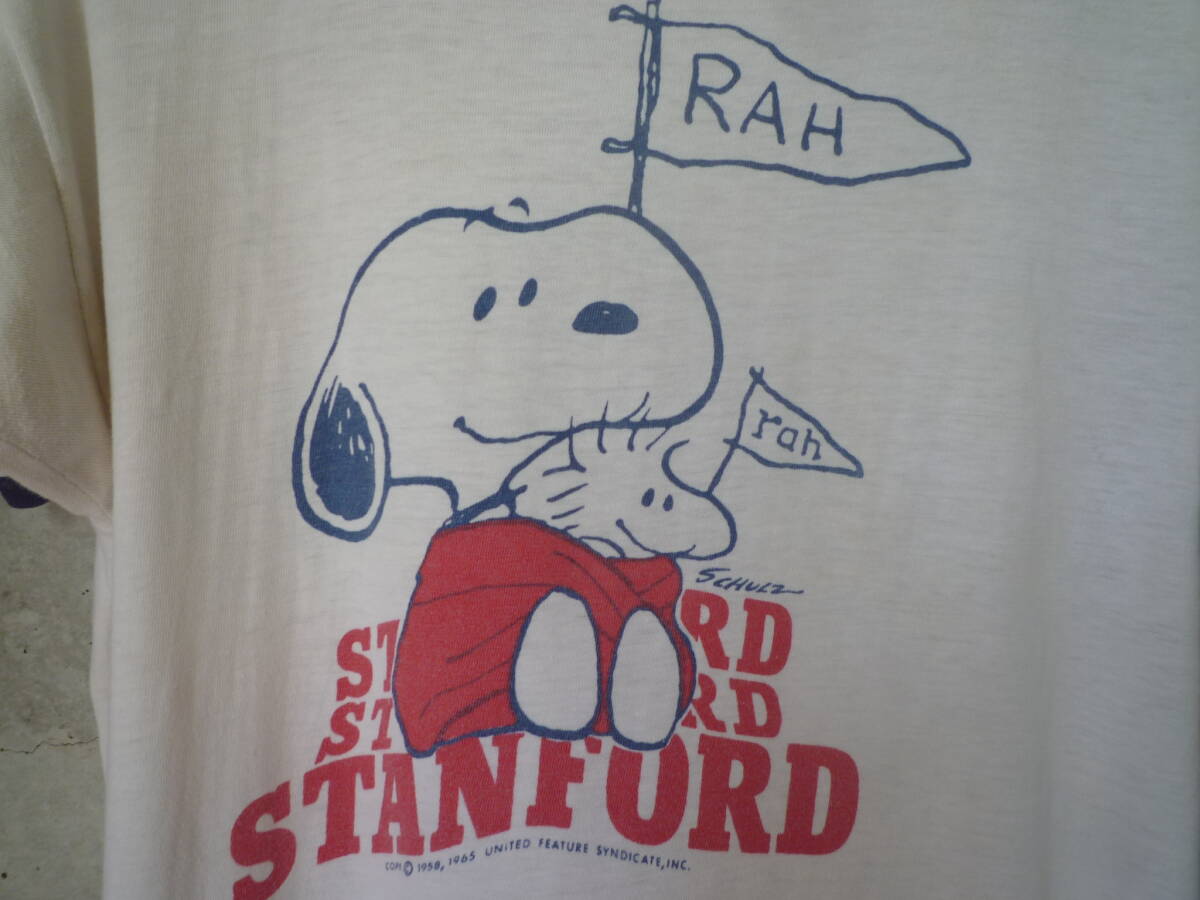 RAH
rah
SCHULZ
ST RD
ST RD
STANFORD
COPR © 1958, 1965 UNITED FEATURE SYNDICATE, INC.